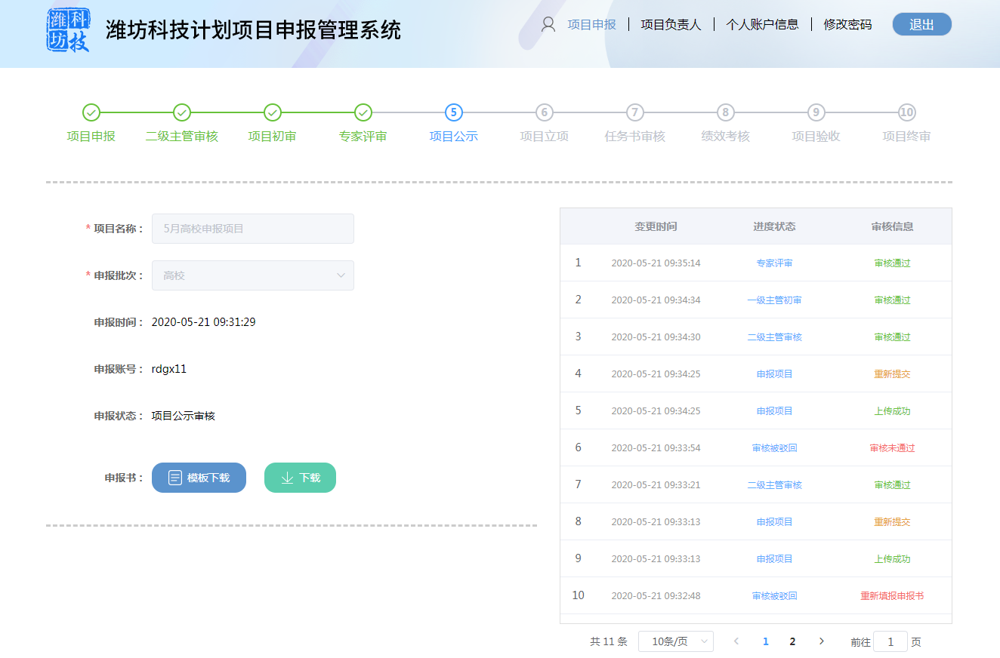 潍坊科技
潍坊科技计划项目申报管理系统
项目申报 项目负责人 个人账户信息 修改密码 退出
5 6 7 8 9 10
项目申报 二级主管审核 项目初审 专家评审 项目公示 项目立项 任务书审核 绩效考核 项目验收 项目终审
* 项目名称： 5月高校申报项目
* 申报批次： 高校
申报时间： 2020-05-21 09:31:29
申报账号： rdgx11
申报状态： 项目公示审核
申报书： 模板下载 下载
变更时间 进度状态 审核信息
1 2020-05-21 09:35:14 专家评审 审核通过
2 2020-05-21 09:34:34 一级主管初审 审核通过
3 2020-05-21 09:34:30 二级主管审核 审核通过
4 2020-05-21 09:34:25 申报项目 重新提交
5 2020-05-21 09:34:25 申报项目 上传成功
6 2020-05-21 09:33:54 审核被驳回 审核未通过
7 2020-05-21 09:33:21 二级主管审核 审核通过
8 2020-05-21 09:33:13 申报项目 重新提交
9 2020-05-21 09:33:13 申报项目 上传成功
10 2020-05-21 09:32:48 审核被驳回 重新填报申报书
共 11 条 10条/页 1 2 前往 1 页